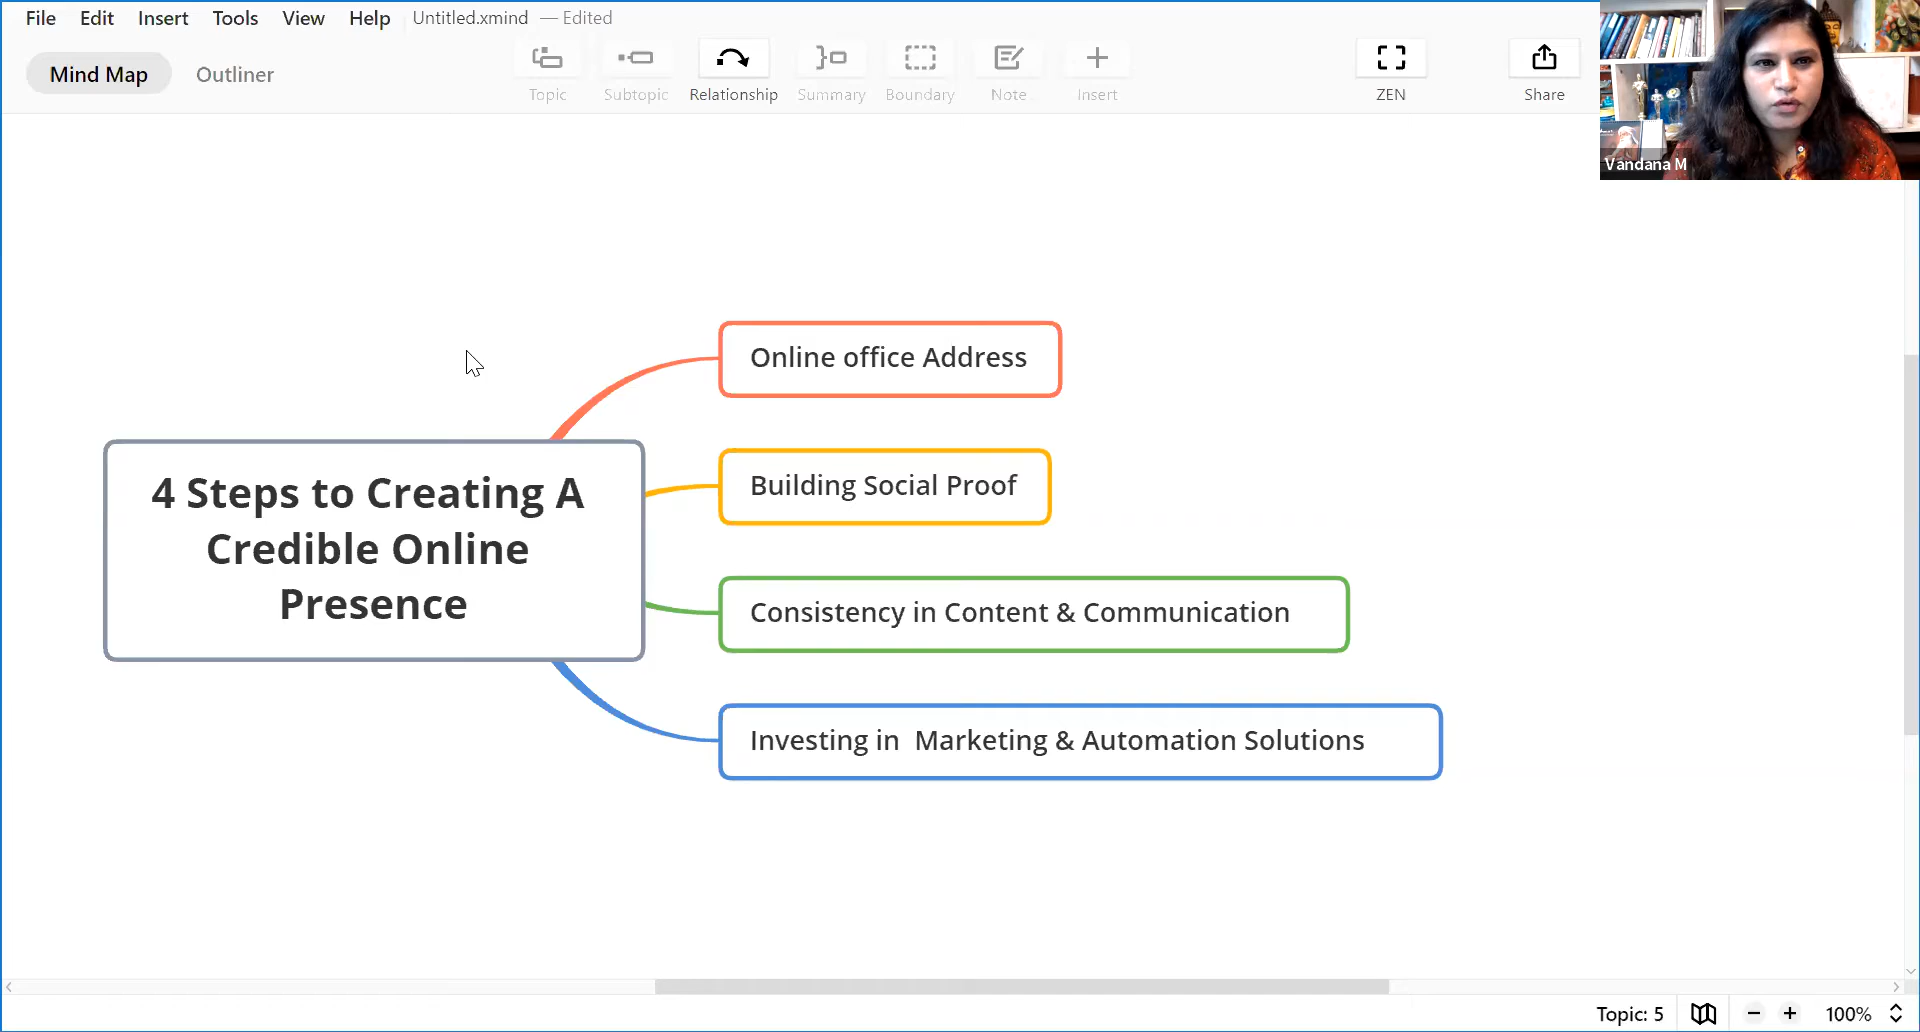 File Edit Insert Tools View Help Untitled.xmind — Edited
Mind Map Outliner
Topic Subtopic Relationship Summary Boundary Note Insert ZEN Share
Vandana M
Online office Address
Building Social Proof
4 Steps to Creating A
Credible Online
Presence
Consistency in Content & Communication
Investing in  Marketing & Automation Solutions
Topic: 5 100%